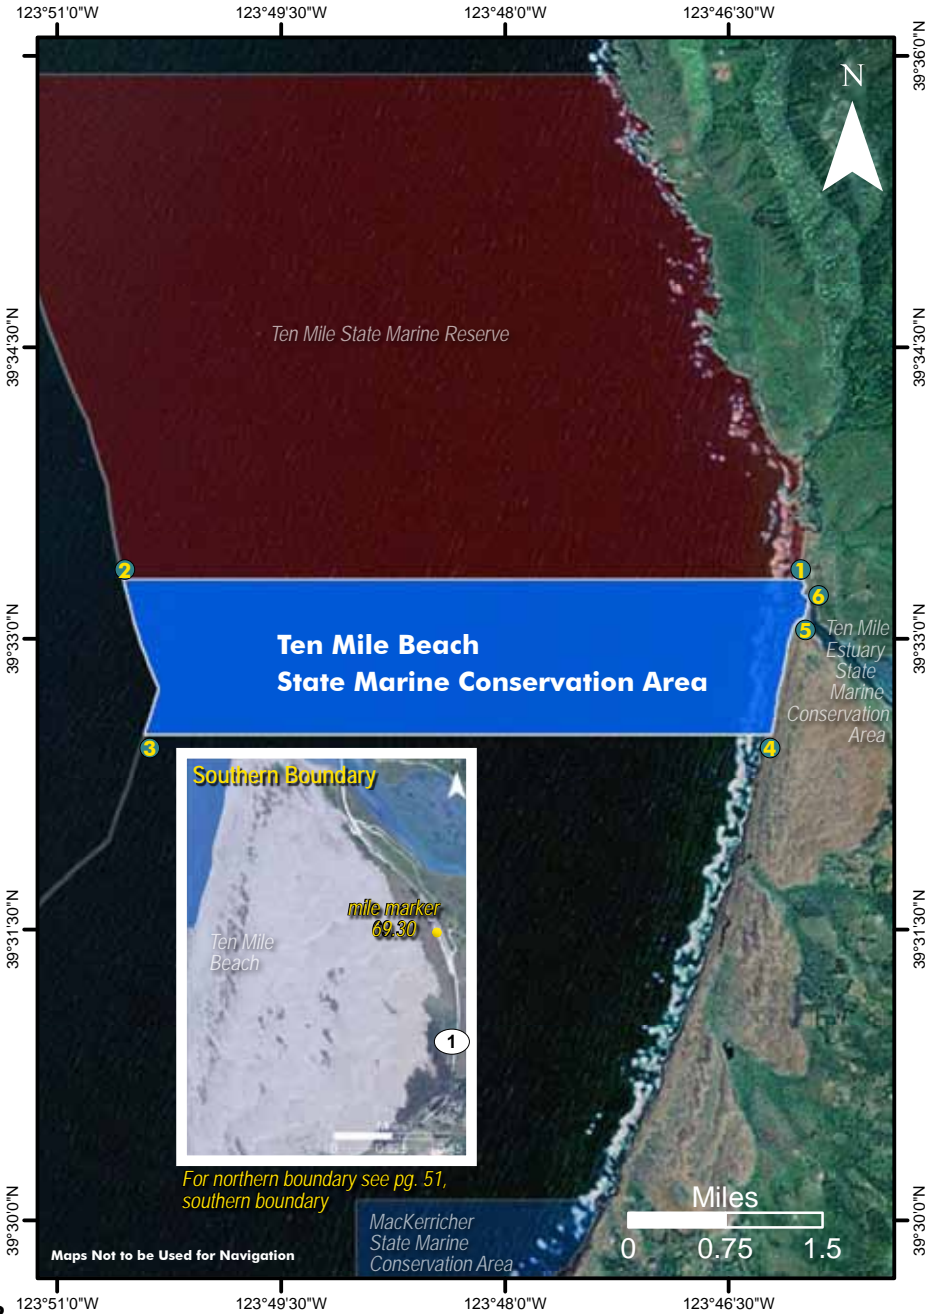 123°51'0"W 123°49'30"W 123°48'0"W 123°46'30"W
39°36'0"N
N
39°34'30"N 39°34'30"N
Ten Mile State Marine Reserve
2
1
6
5
39°33'0"N 39°33'0"N
Ten Mile Beach
State Marine Conservation Area
Ten Mile
Estuary
State
Marine
Conservation
Area
3
4
Southern Boundary
mile marker
69.30
Ten Mile
Beach
1
39°31'30"N 39°31'30"N
For northern boundary see pg. 51,
southern boundary
MacKerricher
State Marine
Conservation Area
Miles
0 0.75 1.5
39°30'0"N 39°30'0"N
Maps Not to be Used for Navigation
123°51'0"W 123°49'30"W 123°48'0"W 123°46'30"W